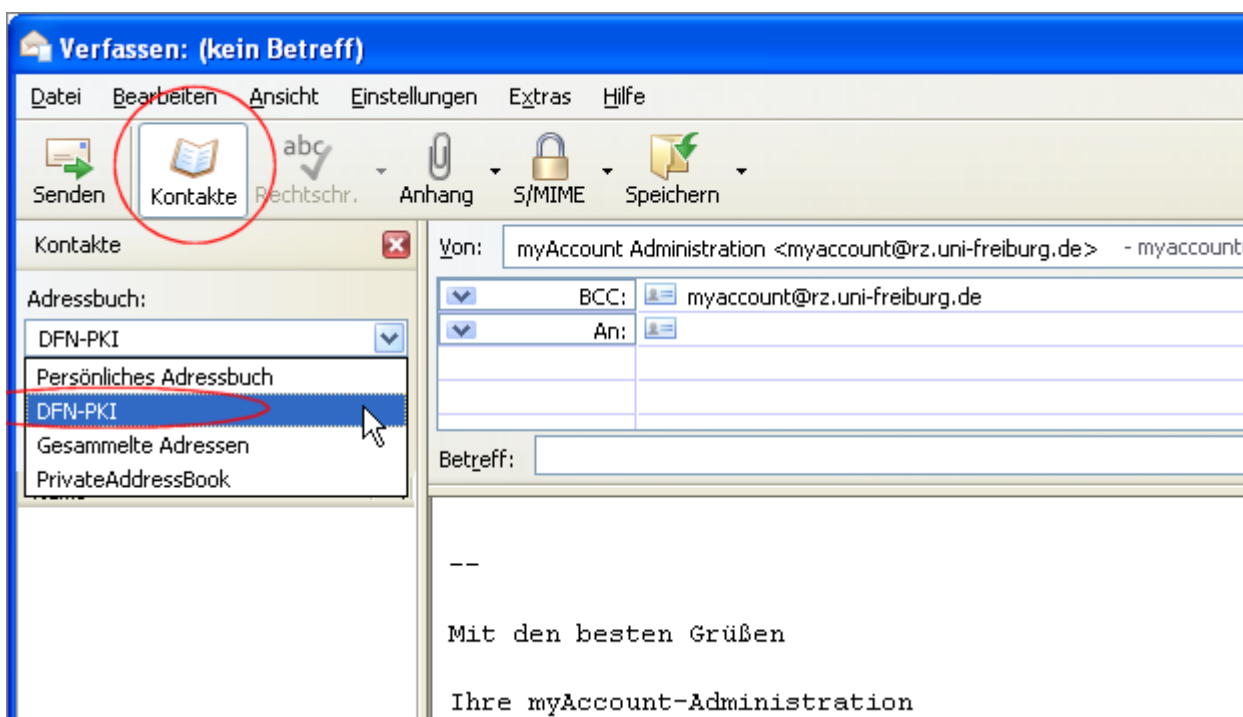 Verfassen: (kein Betreff)
Datei Bearbeiten Ansicht Einstellungen Extras Hilfe
abc
Senden Kontakte Rechtschr. Anhang S/MIME Speichern
Kontakte
Adressbuch:
DFN-PKI
Persönliches Adressbuch
DFN-PKI
Gesammelte Adressen
PrivateAddressBook
Von: myAccount Administration <myaccount@rz.uni-freiburg.de> - myaccount
BCC: myaccount@rz.uni-freiburg.de
An:
Betreff:
--
Mit den besten Grüßen
Ihre myAccount-Administration